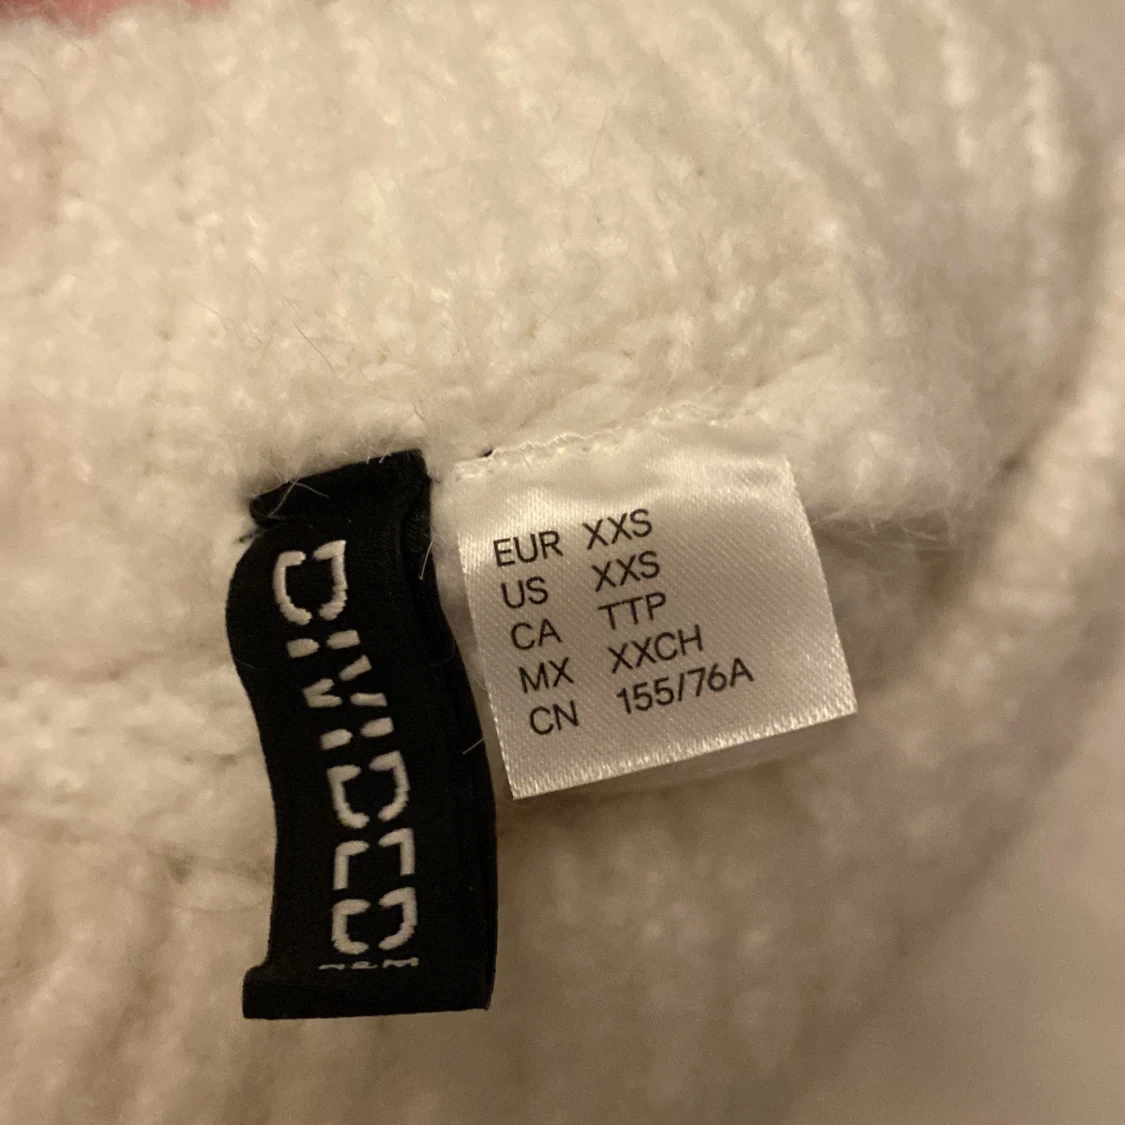 DIVIDED
H&M
EUR XXS
US XXS
CA TTP
MX XXCH
CN 155/76A